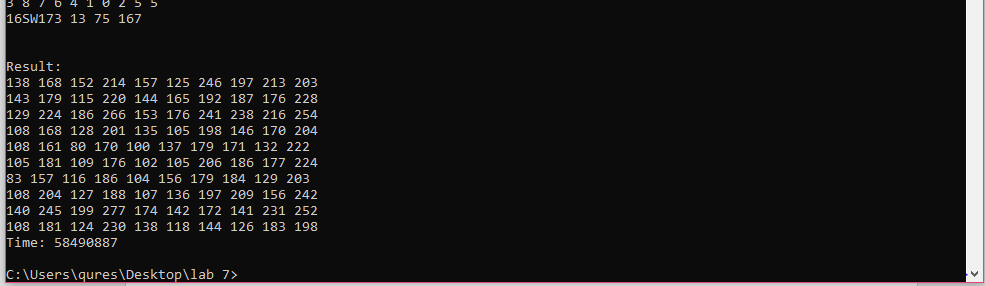 3 8 7 6 4 1 0 2 5 5
16SW173 13 75 167
Result:
138 168 152 214 157 125 246 197 213 203
143 179 115 220 144 165 192 187 176 228
129 224 186 266 153 176 241 238 216 254
108 168 128 201 135 105 198 146 170 204
108 161 80 170 100 137 179 171 132 222
105 181 109 176 102 105 206 186 177 224
83 157 116 186 104 156 179 184 129 203
108 204 127 188 107 136 197 209 156 242
140 245 199 277 174 142 172 141 231 252
108 181 124 230 138 118 144 126 183 198
Time: 58490887
C:\Users\qures\Desktop\lab 7>